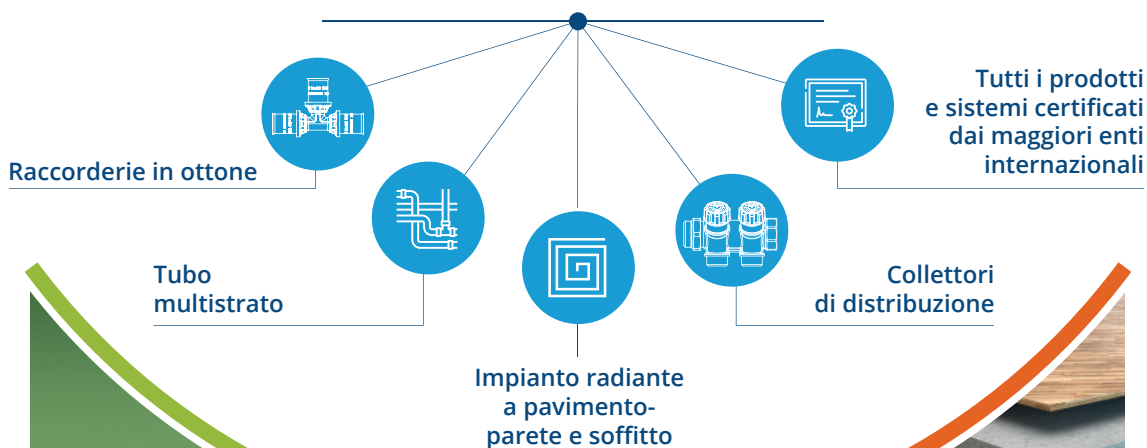 Raccorderie in ottone
Tubo
multistrato
Impianto radiante
a pavimento-
parete e soffitto
Collettori
di distribuzione
Tutti i prodotti
e sistemi certificati
dai maggiori enti
internazionali